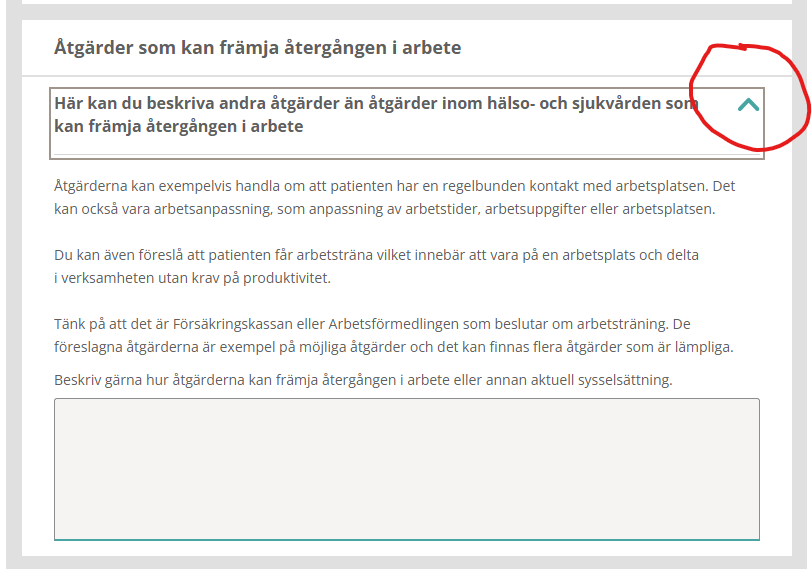 Åtgärder som kan främja återgången i arbete
Här kan du beskriva andra åtgärder än åtgärder inom hälso- och sjukvården som
kan främja återgången i arbete
Åtgärderna kan exempelvis handla om att patienten har en regelbunden kontakt med arbetsplatsen. Det
kan också vara arbetsanpassning, som anpassning av arbetstider, arbetsuppgifter eller arbetsplatsen.
Du kan även föreslå att patienten får arbetsträna vilket innebär att vara på en arbetsplats och delta
i verksamheten utan krav på produktivitet.
Tänk på att det är Försäkringskassan eller Arbetsförmedlingen som beslutar om arbetsträning. De
föreslagna åtgärderna är exempel på möjliga åtgärder och det kan finnas flera åtgärder som är lämpliga.
Beskriv gärna hur åtgärderna kan främja återgången i arbete eller annan aktuell sysselsättning.